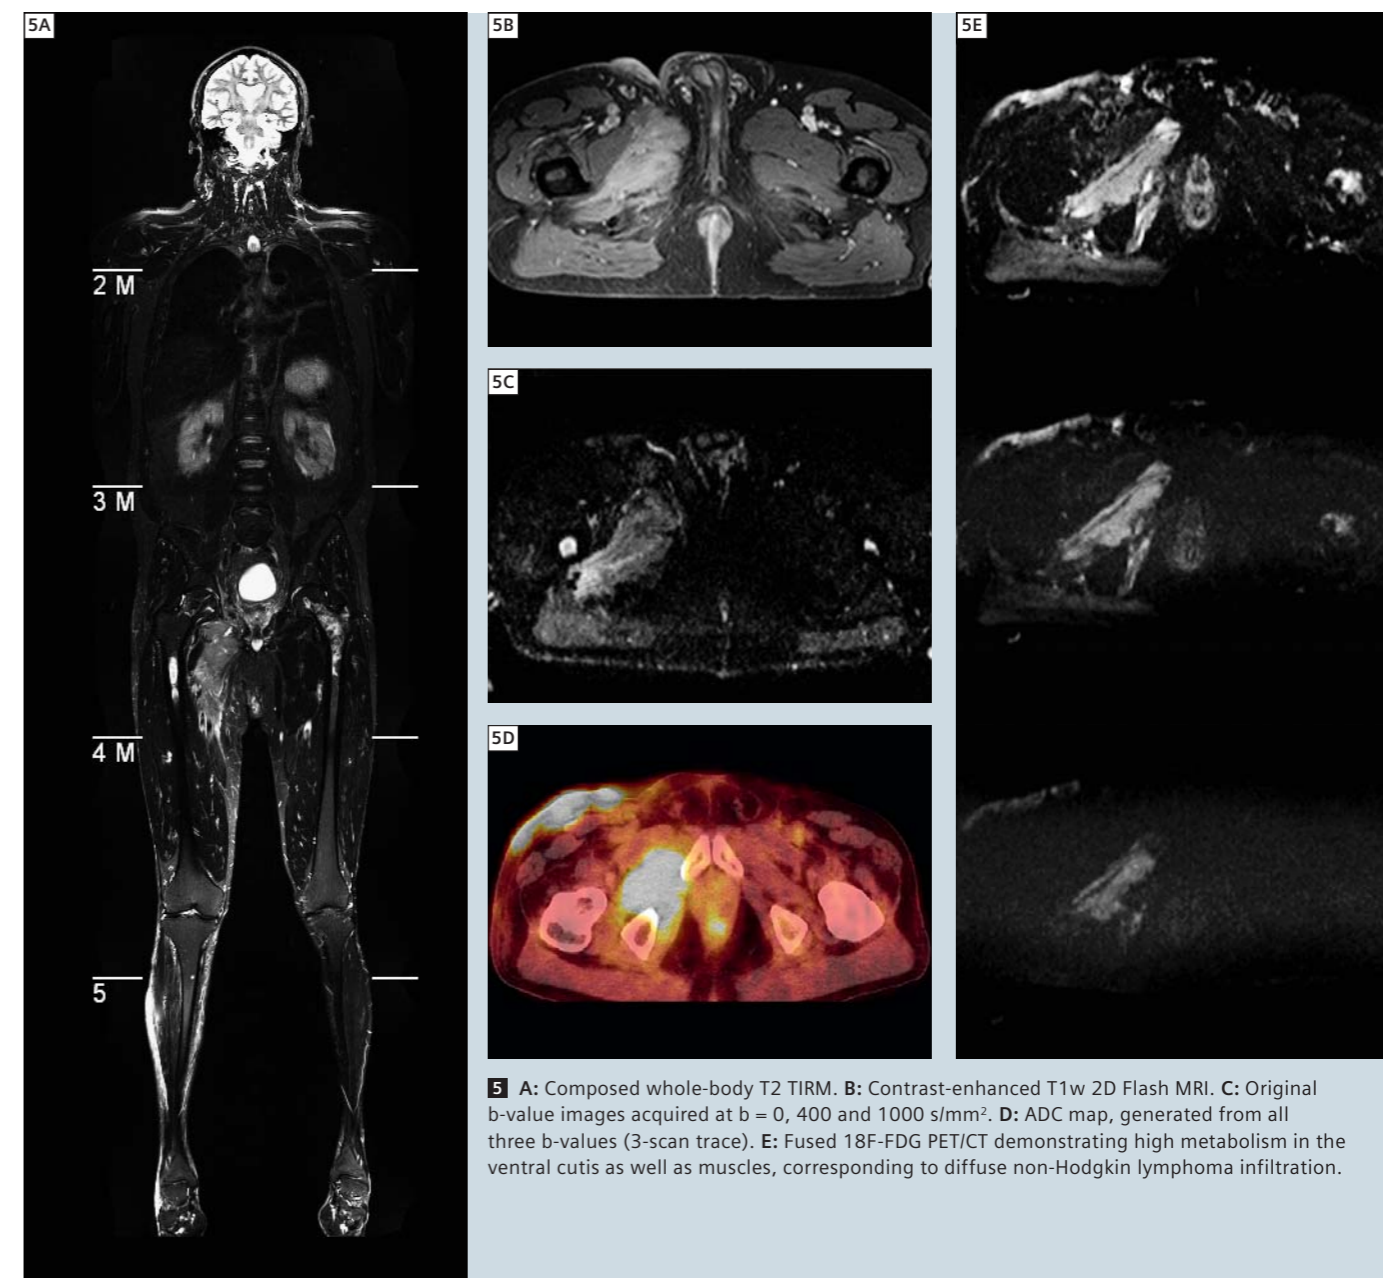 5A
2 M
3 M
4 M
5
5B
5C
5D
5E
5 A: Composed whole-body T2 TIRM. B: Contrast-enhanced T1w 2D Flash MRI. C: Original
b-value images acquired at b = 0, 400 and 1000 s/mm². D: ADC map, generated from all
three b-values (3-scan trace). E: Fused 18F-FDG PET/CT demonstrating high metabolism in the
ventral cutis as well as muscles, corresponding to diffuse non-Hodgkin lymphoma infiltration.